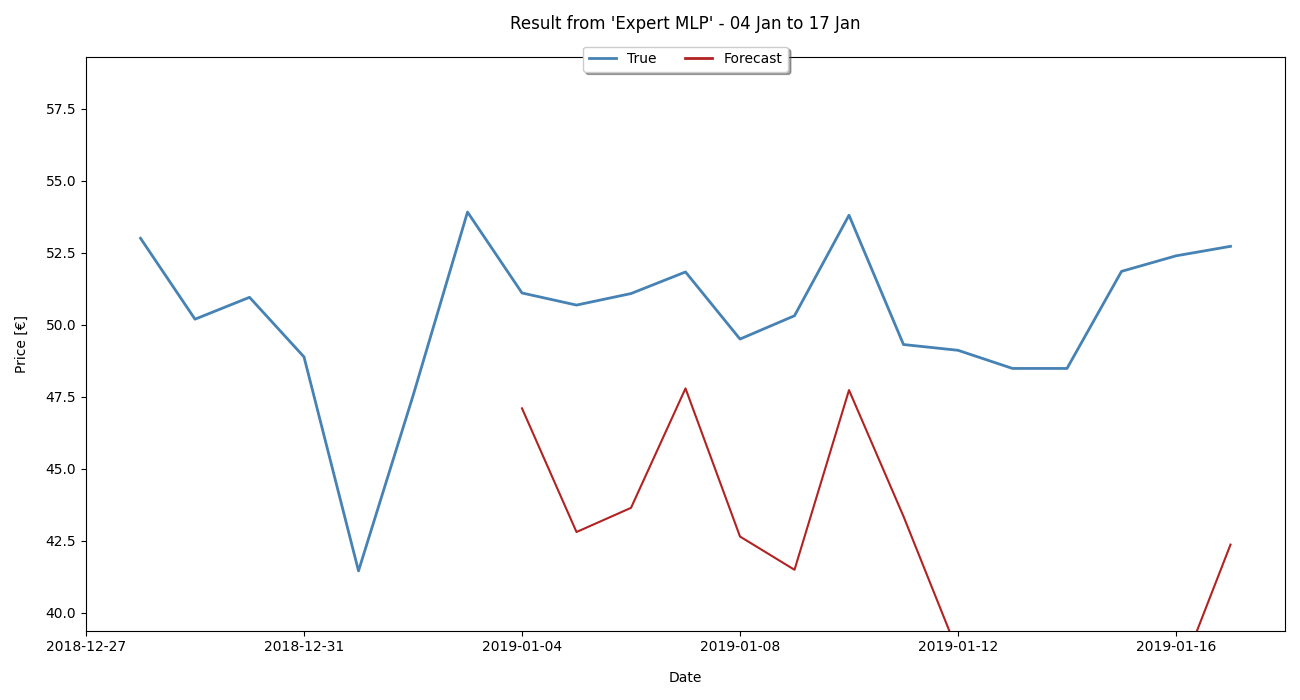 Result from 'Expert MLP' - 04 Jan to 17 Jan
True Forecast
57.5
55.0
52.5
50.0
47.5
45.0
42.5
40.0
Price [€]
2018-12-27 2018-12-31 2019-01-04 2019-01-08 2019-01-12 2019-01-16
Date